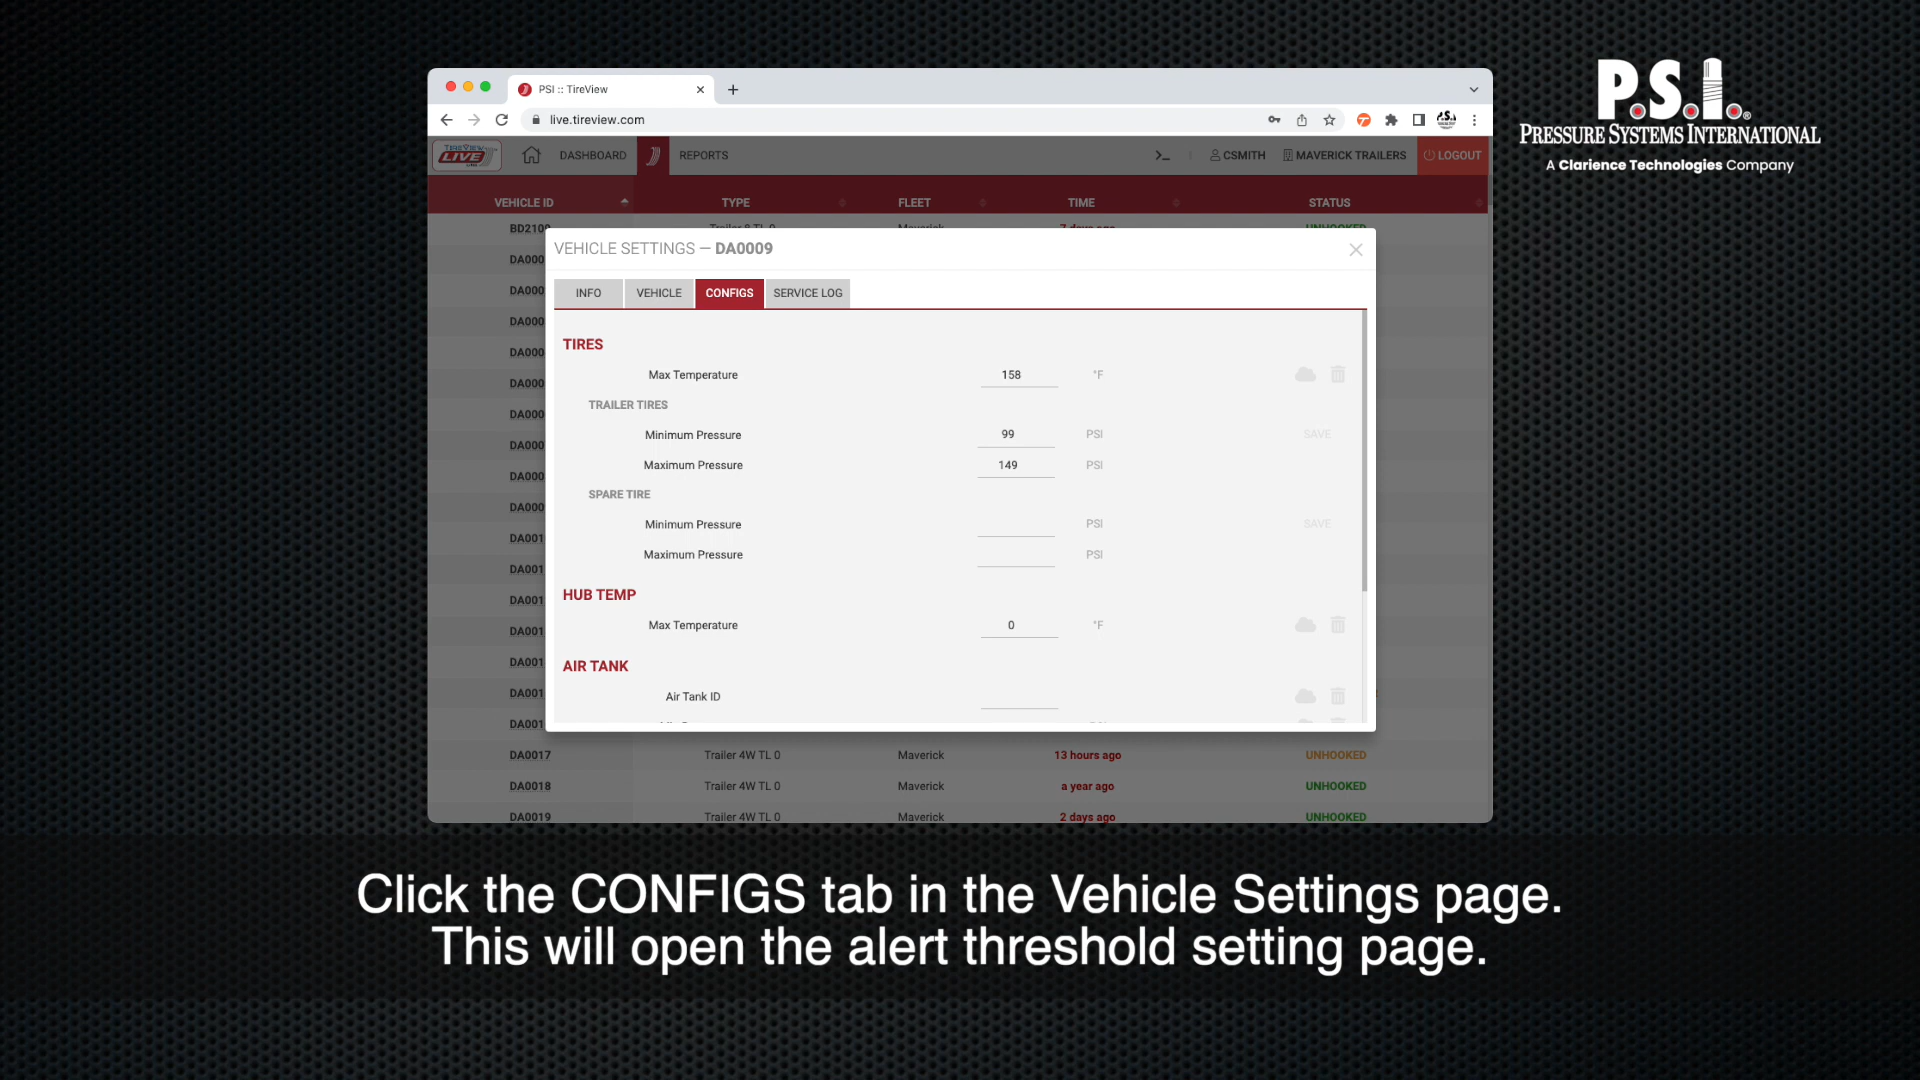 P.S.I.®
PRESSURE SYSTEMS INTERNATIONAL
A Clarience Technologies Company
PSI :: TireView
live.tireview.com
TIREVIEW LIVE
DASHBOARD
REPORTS
CSMITH
MAVERICK TRAILERS
LOGOUT
VEHICLE ID TYPE FLEET TIME STATUS
VEHICLE SETTINGS — DA0009
INFO VEHICLE CONFIGS SERVICE LOG
TIRES
Max Temperature 158 °F
TRAILER TIRES
Minimum Pressure 99 PSI SAVE
Maximum Pressure 149 PSI
SPARE TIRE
Minimum Pressure PSI SAVE
Maximum Pressure PSI
HUB TEMP
Max Temperature 0 °F
AIR TANK
Air Tank ID
DA0017 Trailer 4W TL 0 Maverick 13 hours ago UNHOOKED
DA0018 Trailer 4W TL 0 Maverick a year ago UNHOOKED
DA0019 Trailer 4W TL 0 Maverick 2 days ago UNHOOKED
Click the CONFIGS tab in the Vehicle Settings page.
This will open the alert threshold setting page.